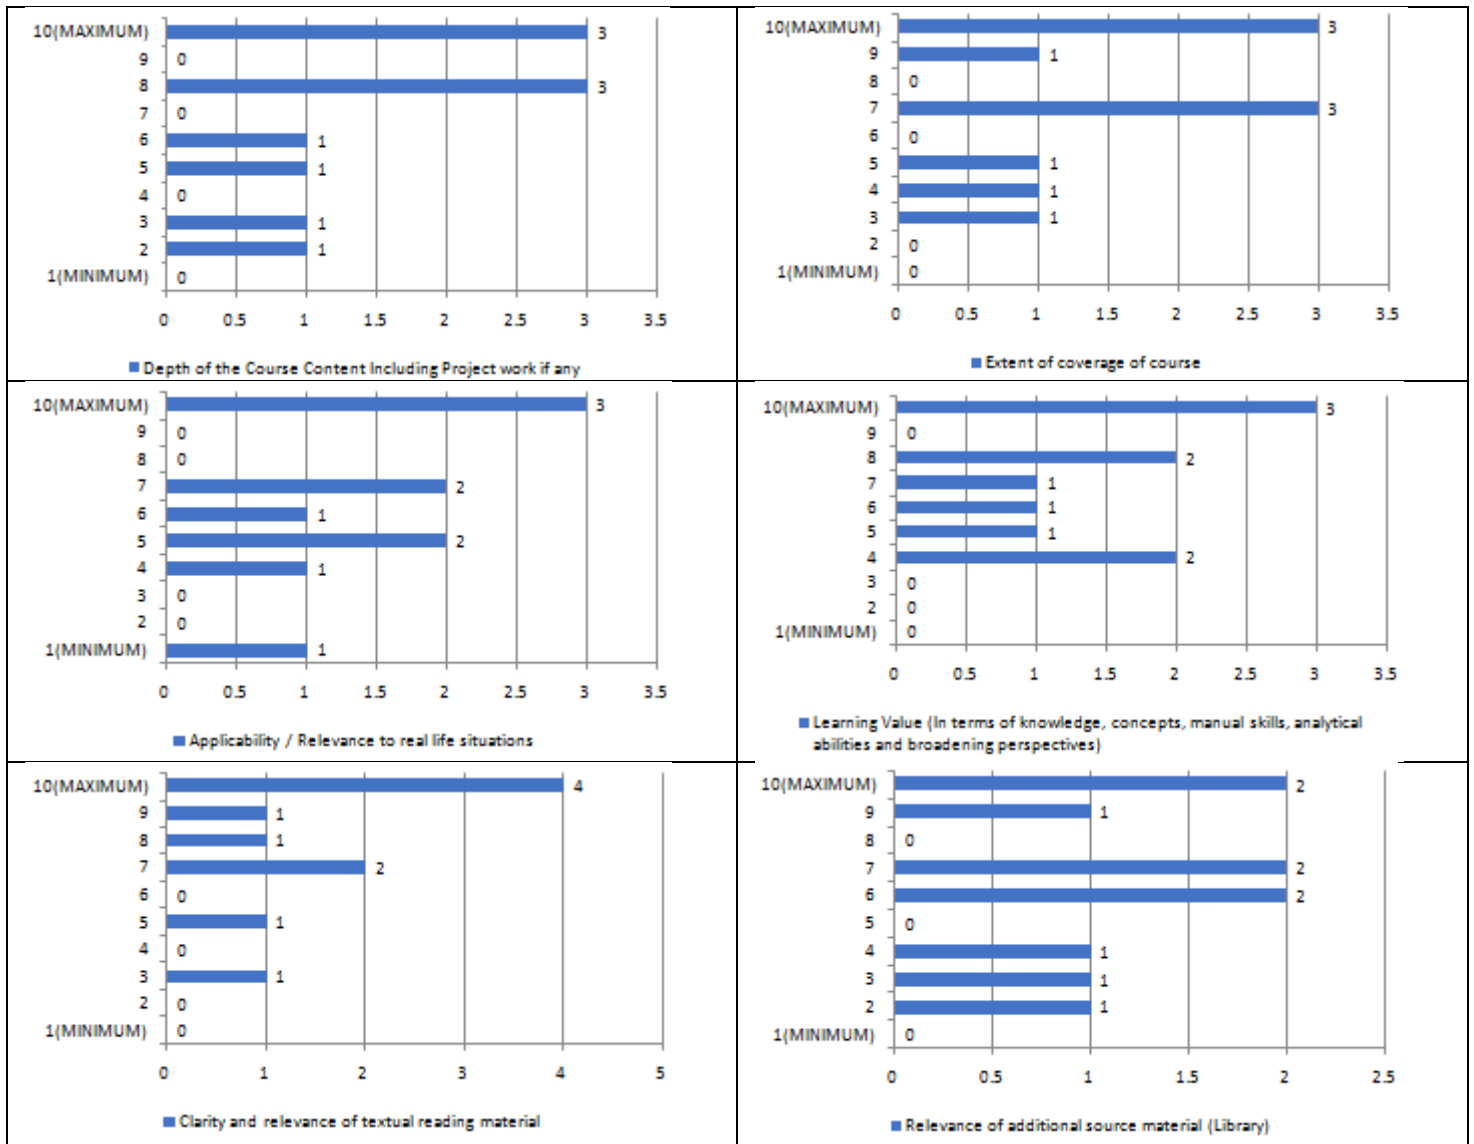 10(MAXIMUM) 3
9 0
8 3
7 0
6 1
5 1
4 0
3 1
2 1
1(MINIMUM) 0
0 0.5 1 1.5 2 2.5 3 3.5
Depth of the Course Content Including Project work if any
10(MAXIMUM) 3
9 1
8 0
7 3
6 0
5 1
4 1
3 1
2 0
1(MINIMUM) 0
0 0.5 1 1.5 2 2.5 3 3.5
Extent of coverage of course
10(MAXIMUM) 3
9 0
8 0
7 2
6 1
5 2
4 1
3 0
2 0
1(MINIMUM) 1
0 0.5 1 1.5 2 2.5 3 3.5
Applicability / Relevance to real life situations
10(MAXIMUM) 3
9 0
8 2
7 1
6 1
5 1
4 2
3 0
2 0
1(MINIMUM) 0
0 0.5 1 1.5 2 2.5 3 3.5
Learning Value (In terms of knowledge, concepts, manual skills, analytical
abilities and broadening perspectives)
10(MAXIMUM) 4
9 1
8 1
7 2
6 0
5 1
4 0
3 1
2 0
1(MINIMUM) 0
0 1 2 3 4 5
Clarity and relevance of textual reading material
10(MAXIMUM) 2
9 1
8 0
7 2
6 2
5 0
4 1
3 1
2 1
1(MINIMUM) 0
0 0.5 1 1.5 2 2.5
Relevance of additional source material (Library)